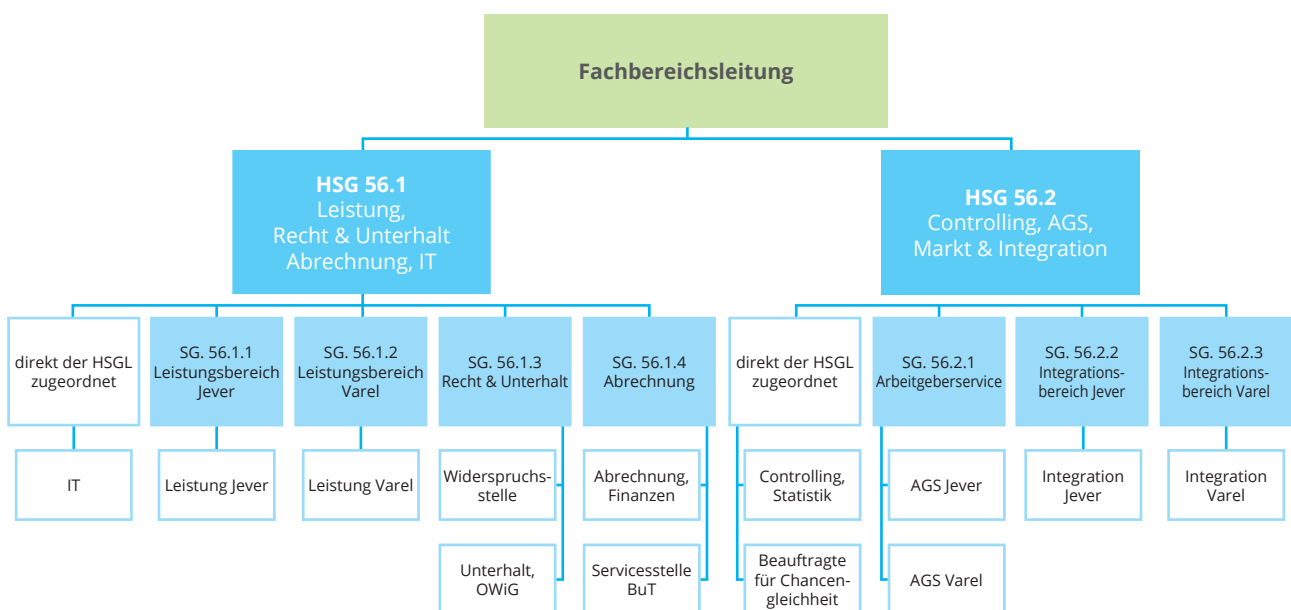 Fachbereichsleitung
HSG 56.1
Leistung,
Recht & Unterhalt
Abrechnung, IT
HSG 56.2
Controlling, AGS,
Markt & Integration
direkt der HSGL
zugeordnet
SG. 56.1.1
Leistungsbereich
Jever
SG. 56.1.2
Leistungsbereich
Varel
SG. 56.1.3
Recht & Unterhalt
SG. 56.1.4
Abrechnung
direkt der HSGL
zugeordnet
SG. 56.2.1
Arbeitgeberservice
SG. 56.2.2
Integrations-
bereich Jever
SG. 56.2.3
Integrations-
bereich Varel
IT
Leistung Jever
Leistung Varel
Widerspruchs-
stelle
Abrechnung,
Finanzen
Controlling,
Statistik
AGS Jever
Integration
Jever
Integration
Varel
Unterhalt,
OWiG
Servicesstelle
BuT
Beauftragte
für Chancen-
gleichheit
AGS Varel